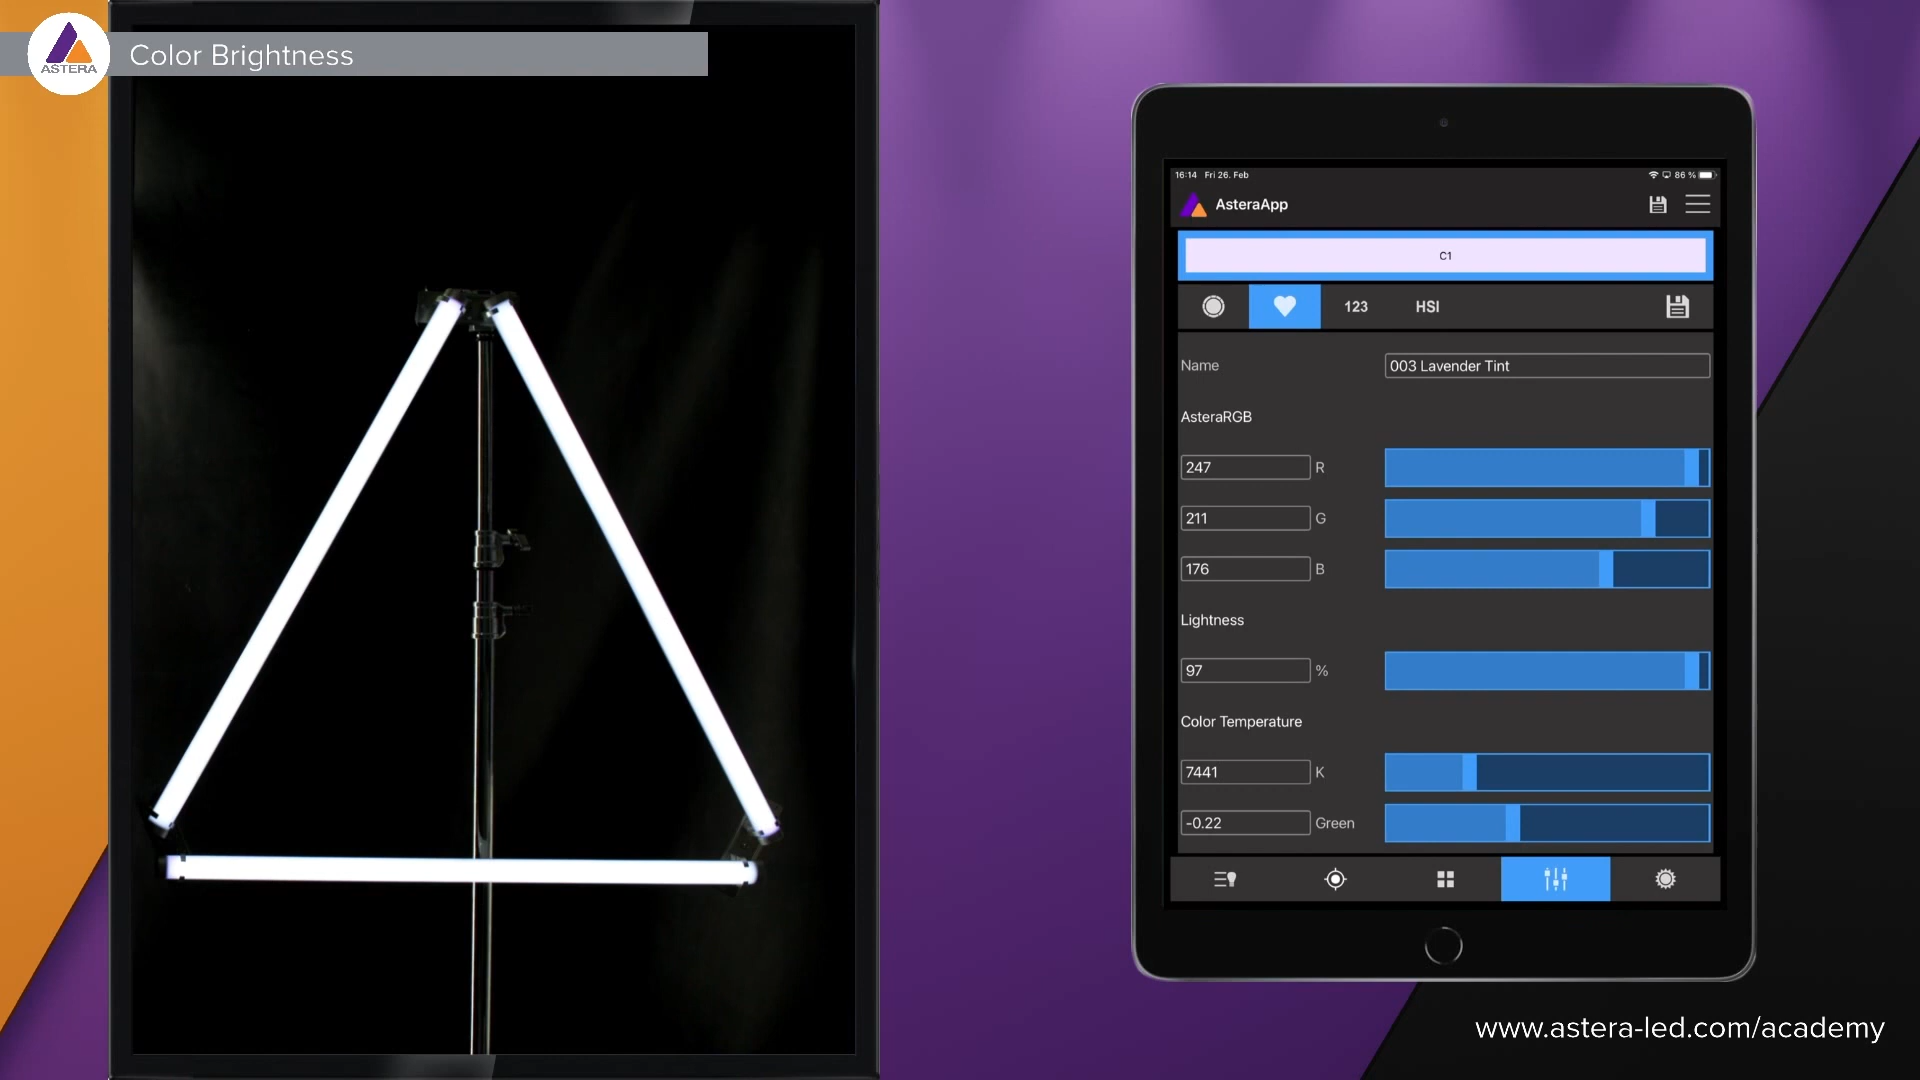 ASTERA
Color Brightness
16:14 Fri 26. Feb
86 %
AsteraApp
C1
123
HSI
Name
003 Lavender Tint
AsteraRGB
247
R
211
G
176
B
Lightness
97
%
Color Temperature
7441
K
-0.22
Green
www.astera-led.com/academy